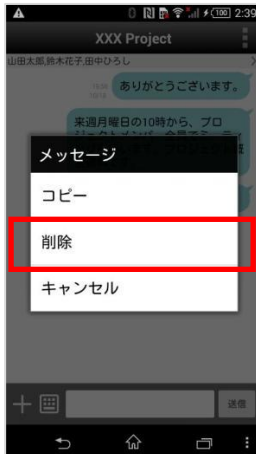 2:39
XXX Project
山田太郎,鈴木花子,田中ひろし
ありがとうございます。
来週月曜日の10時から、プロ
メッセージ
コピー
削除
キャンセル
送信